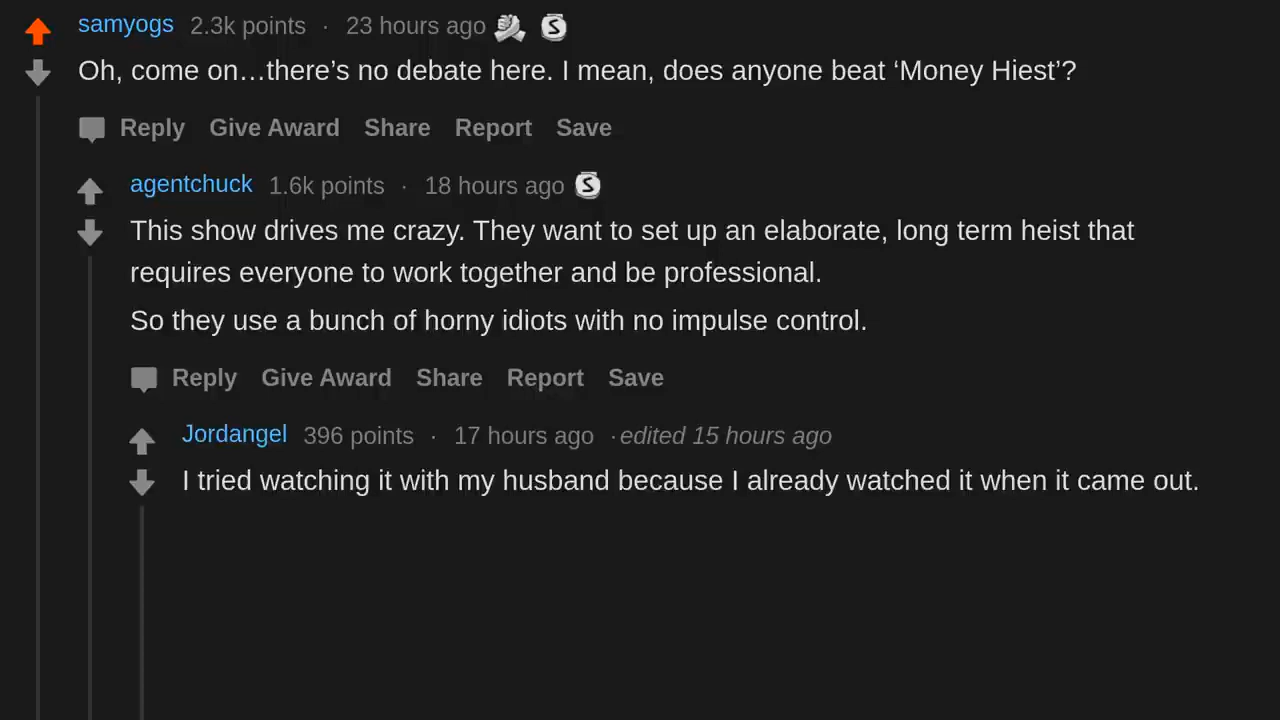 samyogs 2.3k points · 23 hours ago
Oh, come on…there’s no debate here. I mean, does anyone beat ‘Money Hiest’?
Reply Give Award Share Report Save
agentchuck 1.6k points · 18 hours ago
This show drives me crazy. They want to set up an elaborate, long term heist that
requires everyone to work together and be professional.
So they use a bunch of horny idiots with no impulse control.
Reply Give Award Share Report Save
Jordangel 396 points · 17 hours ago · edited 15 hours ago
I tried watching it with my husband because I already watched it when it came out.